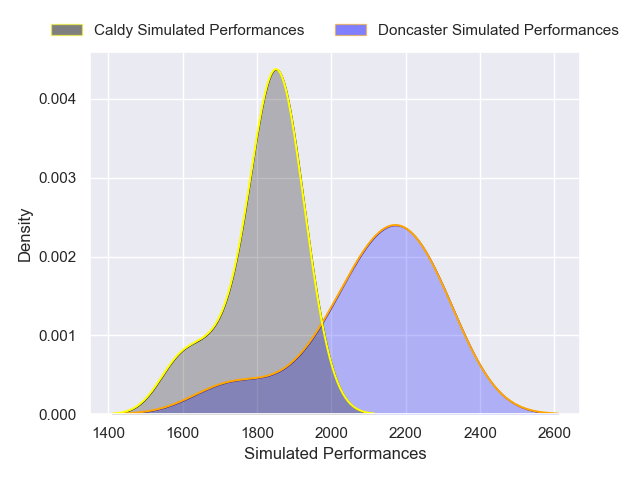 Caldy Simulated Performances Doncaster Simulated Performances
0.004
0.003
0.002
0.001
0.000
Density
1400 1600 1800 2000 2200 2400 2600
Simulated Performances